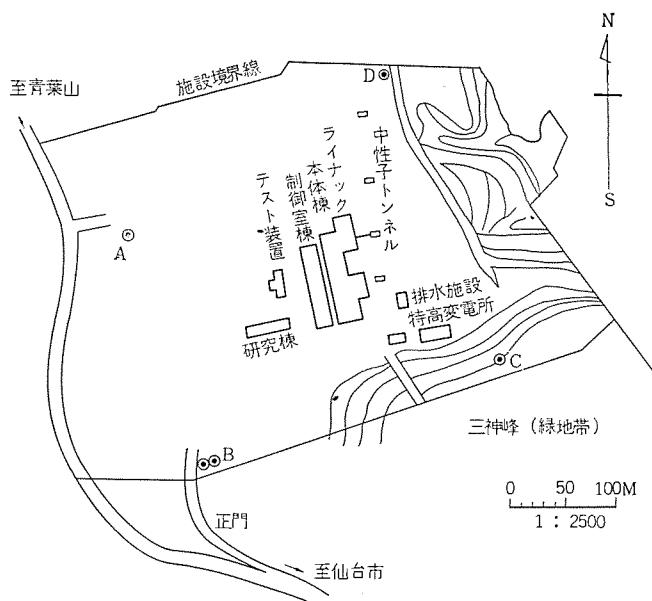 N
S
至青葉山
施設境界線
D
中性子トンネル
ライナック
本体棟
制御室棟
テスト装置
A
排水施設
特高変電所
研究棟
C
三神峰（緑地帯）
B
正門
0 50 100M
1 : 2500
至仙台市